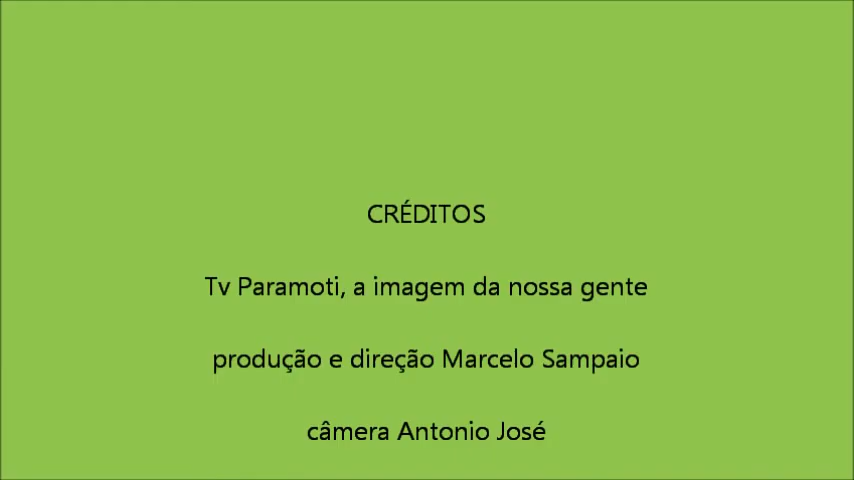 CRÉDITOS
Tv Paramoti, a imagem da nossa gente
produção e direção Marcelo Sampaio
câmera Antonio José